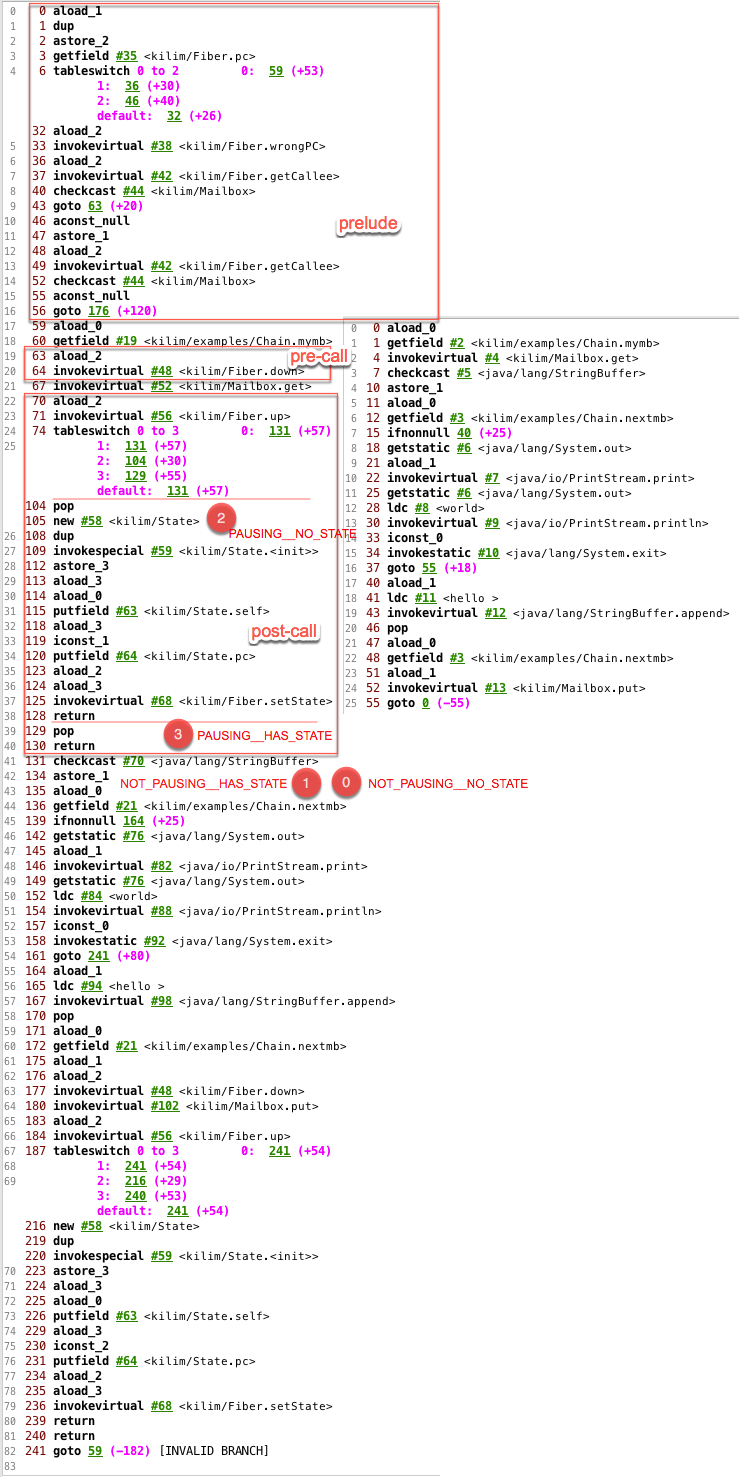 0 0 aload_1
1 1 dup
2 2 astore_2
3 3 getfield #35 <kilim/Fiber.pc>
4 6 tableswitch 0 to 2 0: 59 (+53)
1: 36 (+30)
2: 46 (+40)
default: 32 (+26)
32 aload_2
5 33 invokevirtual #38 <kilim/Fiber.wrongPC>
6 36 aload_2
7 37 invokevirtual #42 <kilim/Fiber.getCallee>
8 40 checkcast #44 <kilim/Mailbox>
9 43 goto 63 (+20)
10 46 aconst_null
11 47 astore_1
prelude
12 48 aload_2
13 49 invokevirtual #42 <kilim/Fiber.getCallee>
14 52 checkcast #44 <kilim/Mailbox>
15 55 aconst_null
16 56 goto 176 (+120)
17 59 aload_0
18 60 getfield #19 <kilim/examples/Chain.mymb>
19 63 aload_2
pre-call
20 64 invokevirtual #48 <kilim/Fiber.down>
21 67 invokevirtual #52 <kilim/Mailbox.get>
22 70 aload_2
23 71 invokevirtual #56 <kilim/Fiber.up>
24 74 tableswitch 0 to 3 0: 131 (+57)
25 1: 131 (+57)
2: 104 (+30)
3: 129 (+55)
default: 131 (+57)
104 pop
105 new #58 <kilim/State>
2 PAUSING__NO_STATE
26 108 dup
27 109 invokespecial #59 <kilim/State.<init>>
28 112 astore_3
29 113 aload_3
30 114 aload_0
31 115 putfield #63 <kilim/State.self>
32 118 aload_3
post-call
33 119 iconst_1
34 120 putfield #64 <kilim/State.pc>
35 123 aload_2
36 124 aload_3
37 125 invokevirtual #68 <kilim/Fiber.setState>
38 128 return
39 129 pop
3 PAUSING__HAS_STATE
40 130 return
41 131 checkcast #70 <java/lang/StringBuffer>
42 134 astore_1
NOT_PAUSING__HAS_STATE 1 0 NOT_PAUSING__NO_STATE
43 135 aload_0
44 136 getfield #21 <kilim/examples/Chain.nextmb>
45 139 ifnonnull 164 (+25)
46 142 getstatic #76 <java/lang/System.out>
47 145 aload_1
48 146 invokevirtual #82 <java/io/PrintStream.print>
49 149 getstatic #76 <java/lang/System.out>
50 152 ldc #84 <world>
51 154 invokevirtual #88 <java/io/PrintStream.println>
52 157 iconst_0
53 158 invokestatic #92 <java/lang/System.exit>
54 161 goto 241 (+80)
55 164 aload_1
56 165 ldc #94 <hello >
57 167 invokevirtual #98 <java/lang/StringBuffer.append>
58 170 pop
59 171 aload_0
60 172 getfield #21 <kilim/examples/Chain.nextmb>
61 175 aload_1
62 176 aload_2
63 177 invokevirtual #48 <kilim/Fiber.down>
64 180 invokevirtual #102 <kilim/Mailbox.put>
65 183 aload_2
66 184 invokevirtual #56 <kilim/Fiber.up>
67 187 tableswitch 0 to 3 0: 241 (+54)
68 1: 241 (+54)
69 2: 216 (+29)
3: 240 (+53)
default: 241 (+54)
216 new #58 <kilim/State>
219 dup
220 invokespecial #59 <kilim/State.<init>>
70 223 astore_3
71 224 aload_3
72 225 aload_0
73 226 putfield #63 <kilim/State.self>
74 229 aload_3
75 230 iconst_2
76 231 putfield #64 <kilim/State.pc>
77 234 aload_2
78 235 aload_3
79 236 invokevirtual #68 <kilim/Fiber.setState>
80 239 return
81 240 return
82 241 goto 59 (-182) [INVALID BRANCH]
83
0 0 aload_0
1 1 getfield #2 <kilim/examples/Chain.mymb>
2 4 invokevirtual #4 <kilim/Mailbox.get>
3 7 checkcast #5 <java/lang/StringBuffer>
4 10 astore_1
5 11 aload_0
6 12 getfield #3 <kilim/examples/Chain.nextmb>
7 15 ifnonnull 40 (+25)
8 18 getstatic #6 <java/lang/System.out>
9 21 aload_1
10 22 invokevirtual #7 <java/io/PrintStream.print>
11 25 getstatic #6 <java/lang/System.out>
12 28 ldc #8 <world>
13 30 invokevirtual #9 <java/io/PrintStream.println>
14 33 iconst_0
15 34 invokestatic #10 <java/lang/System.exit>
16 37 goto 55 (+18)
17 40 aload_1
18 41 ldc #11 <hello >
19 43 invokevirtual #12 <java/lang/StringBuffer.append>
20 46 pop
21 47 aload_0
22 48 getfield #3 <kilim/examples/Chain.nextmb>
23 51 aload_1
24 52 invokevirtual #13 <kilim/Mailbox.put>
25 55 goto 0 (-55)